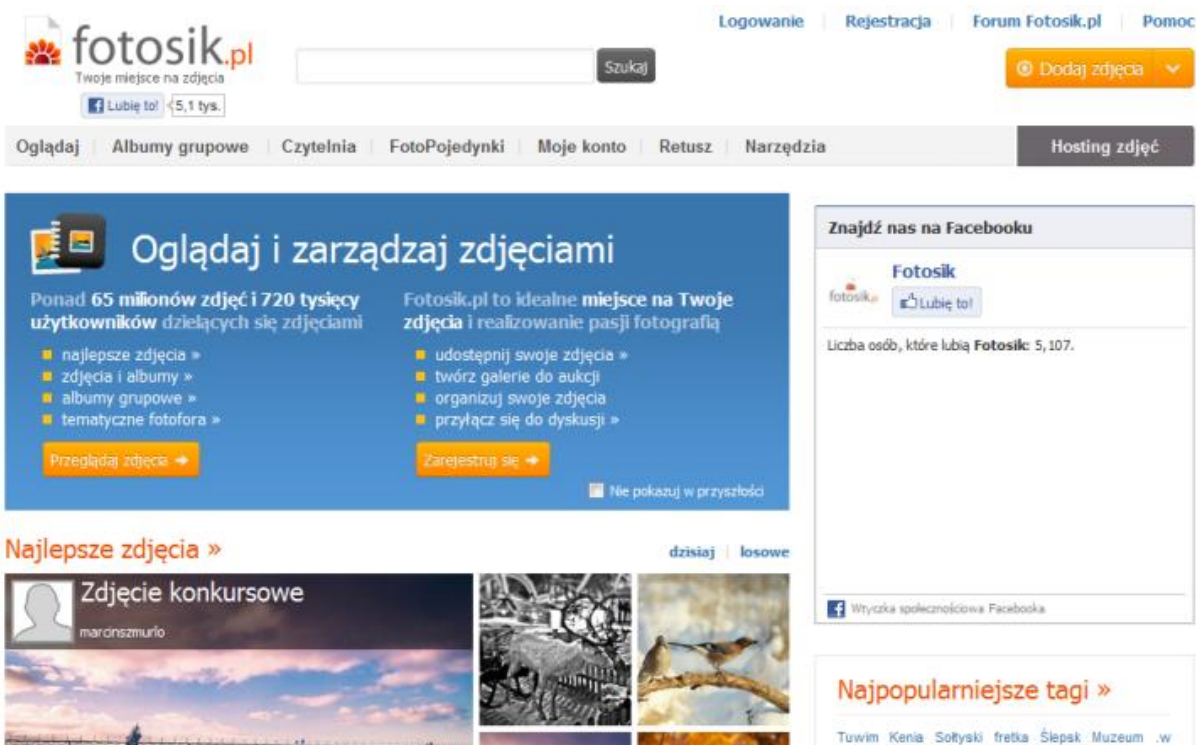 Logowanie Rejestracja Forum Fotosik.pl Pomoc
fotosik.pl
Twoje miejsce na zdjęcia
Szukaj
Dodaj zdjęcia
Lubię to! 5,1 tys.
Oglądaj Albumy grupowe Czytelnia FotoPojedynki Moje konto Retusz Narzędzia Hosting zdjęć
Oglądaj i zarządzaj zdjęciami
Ponad 65 milionów zdjęć i 720 tysięcy
użytkowników dzielących się zdjęciami
najlepsze zdjęcia »
zdjęcia i albumy »
albumy grupowe »
tematyczne fotofora »
Przeglądaj zdjęcia
Fotosik.pl to idealne miejsce na Twoje
zdjęcia i realizowanie pasji fotografią
udostępnij swoje zdjęcia »
twórz galerie do aukcji
organizuj swoje zdjęcia
przyłącz się do dyskusji »
Zarejestruj się
Nie pokazuj w przyszłości
Znajdź nas na Facebooku
fotosik.pl
Fotosik
Lubię to!
Liczba osób, które lubią Fotosik: 5,107.
Wtyczka społecznościowa Facebooka
Najlepsze zdjęcia »
dzisiaj losowe
Zdjęcie konkursowe
marcinszmurlo
Najpopularniejsze tagi »
Tuwim Kenia Sołtyski fretka Ślepsk Muzeum .w